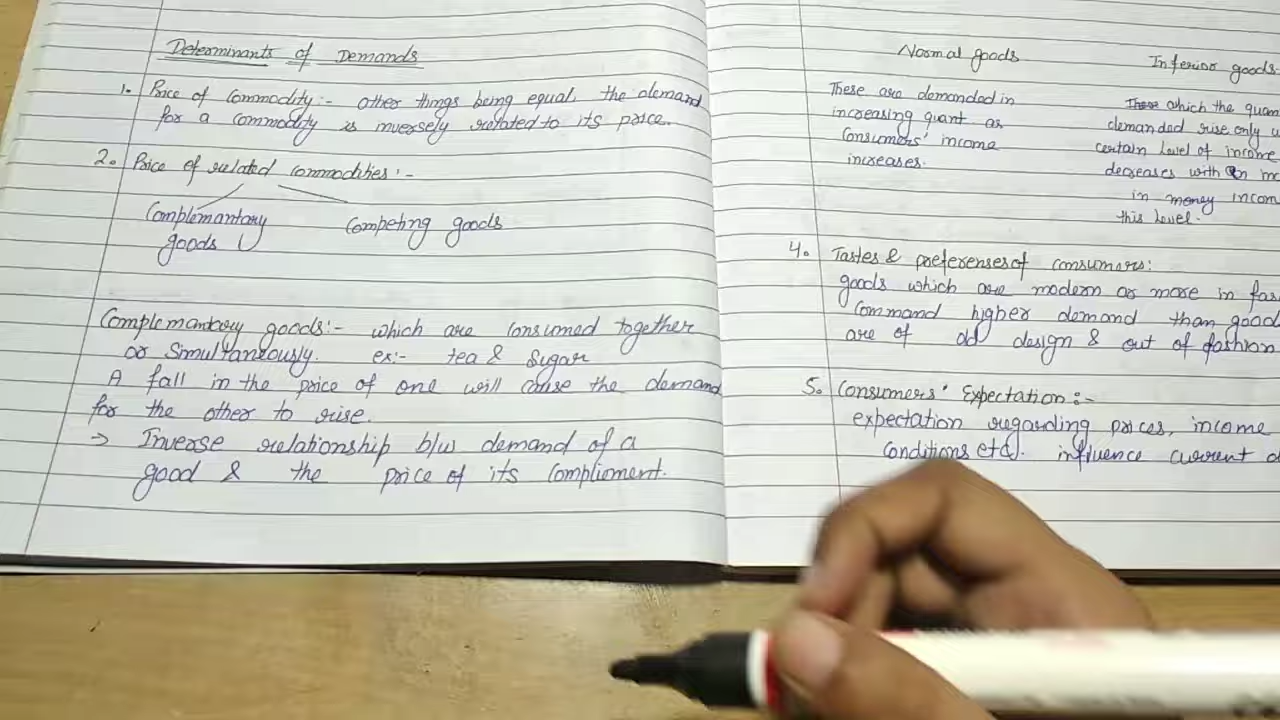 Determinants of Demands
1. Price of Commodity:- other things being equal, the demand
for a commodity is inversely related to its price.
2. Price of related commodities:-
Complemantory
goods
Competing goods
Complemantory goods:- which are consumed together
or Simultaneously. ex:- tea & Sugar
A fall in the price of one will cause the demand
for the other to rise.
→ Inverse relationship b/w demand of a
good & the price of its compliement.
Normal goods
These are demanded in
increasing quant as
Consumers' income
increases.
Inferior goods
which the quan
demanded rise only u
certain level of income
decreases with in
in money incom
this level.
4. Tastes & preferenses of consumers:
goods which are modern or more in fas
Command higher demand than good
are of old design & out of fashion
5. Consumers' Expectation:-
expectation regarding prices, income
Conditions etc). influence current d